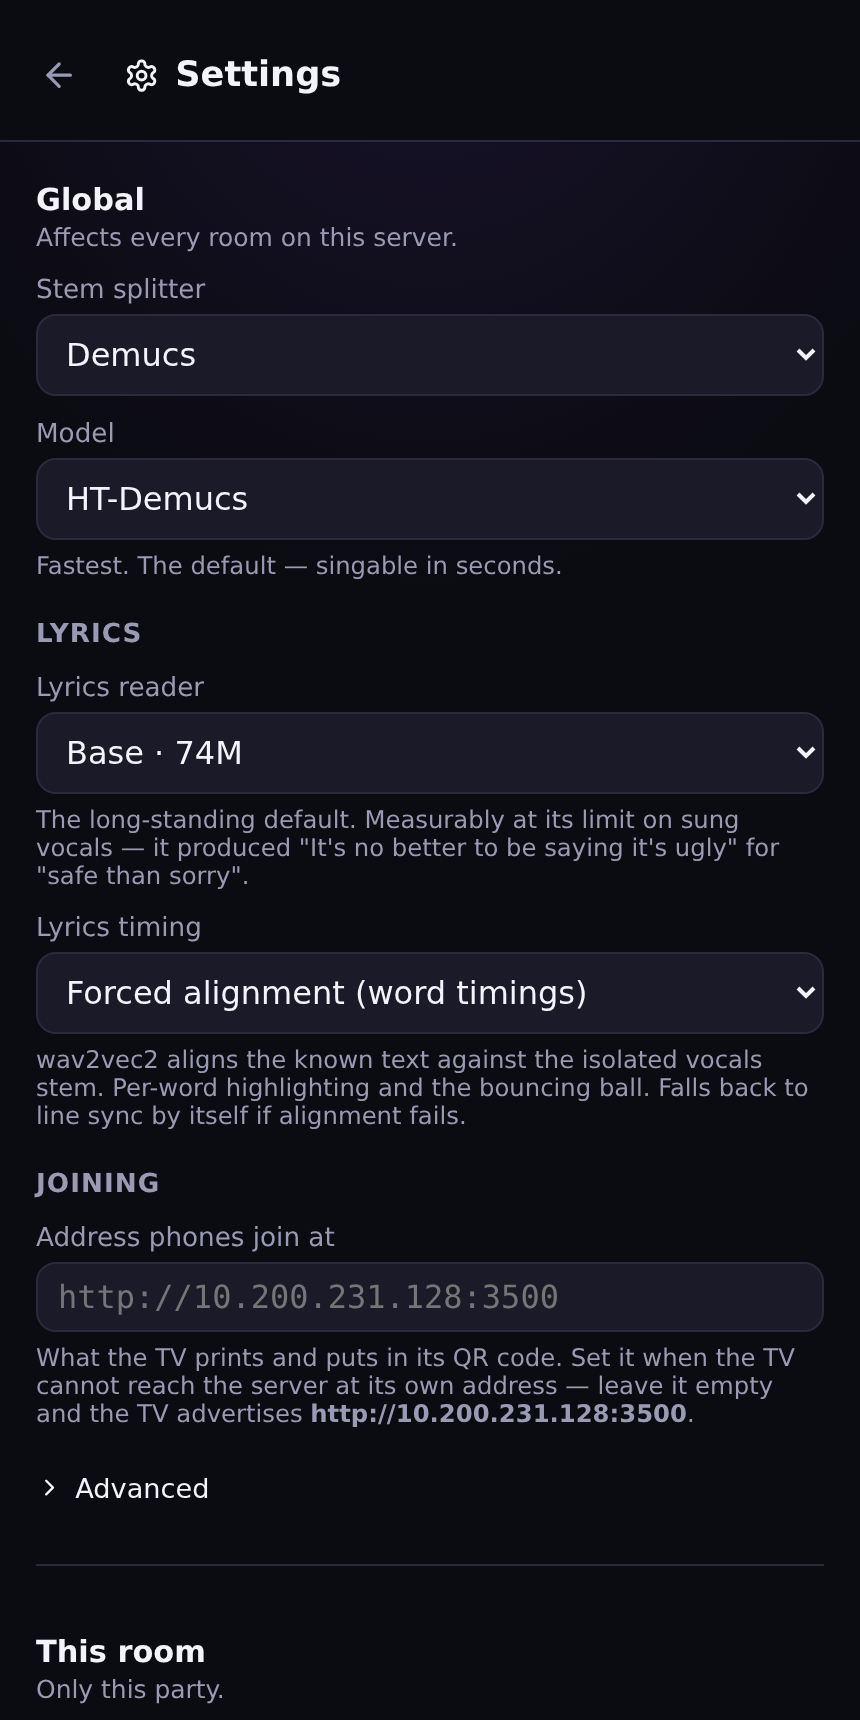 Settings
Global
Affects every room on this server.
Stem splitter
Demucs
Model
HT-Demucs
Fastest. The default — singable in seconds.
LYRICS
Lyrics reader
Base · 74M
The long-standing default. Measurably at its limit on sung
vocals — it produced "It's no better to be saying it's ugly" for
"safe than sorry".
Lyrics timing
Forced alignment (word timings)
wav2vec2 aligns the known text against the isolated vocals
stem. Per-word highlighting and the bouncing ball. Falls back to
line sync by itself if alignment fails.
JOINING
Address phones join at
http://10.200.231.128:3500
What the TV prints and puts in its QR code. Set it when the TV
cannot reach the server at its own address — leave it empty
and the TV advertises http://10.200.231.128:3500.
Advanced
This room
Only this party.